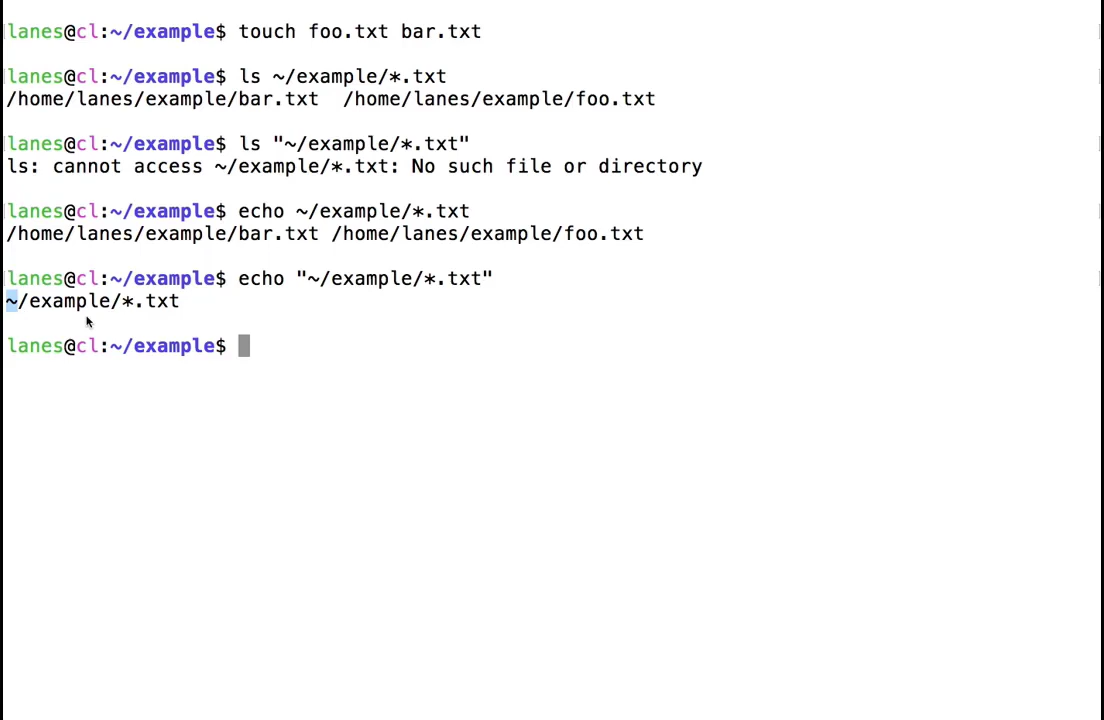 lanes@cl:~/example$ touch foo.txt bar.txt
lanes@cl:~/example$ ls ~/example/*.txt
/home/lanes/example/bar.txt  /home/lanes/example/foo.txt
lanes@cl:~/example$ ls "~/example/*.txt"
ls: cannot access ~/example/*.txt: No such file or directory
lanes@cl:~/example$ echo ~/example/*.txt
/home/lanes/example/bar.txt /home/lanes/example/foo.txt
lanes@cl:~/example$ echo "~/example/*.txt"
~/example/*.txt
lanes@cl:~/example$